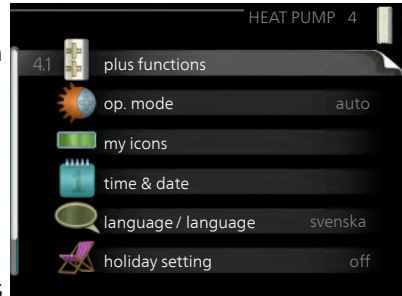 HEAT PUMP 4
4.1 plus functions
op. mode auto
my icons
time & date
1
language / language svenska
holiday setting off